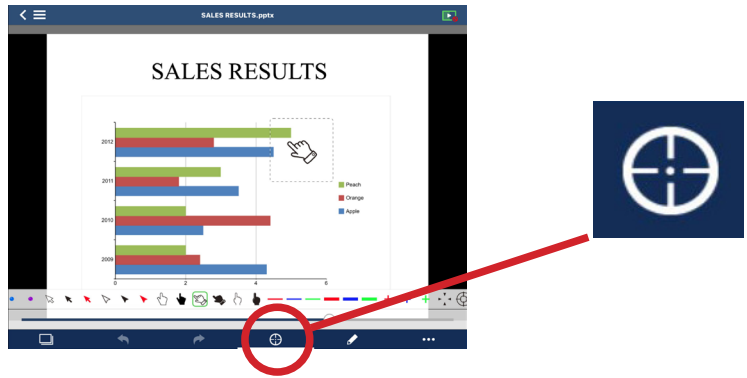 SALES RESULTS.pptx
SALES RESULTS
2012
2011
2010
2009
0 2 4 6
Peach
Orange
Apple